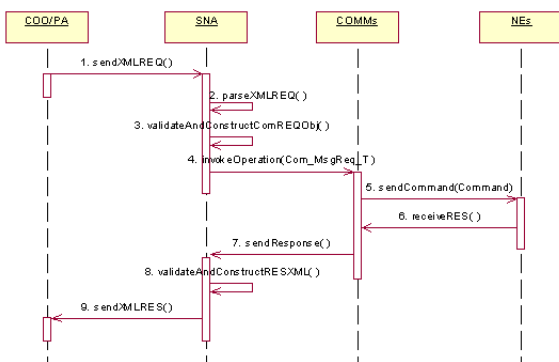 COO/PA
SNA
COMMs
NEs
1. sendXMLREQ()
2. parseXMLREQ()
3. validateAndConstructComREQObj()
4. invokeOperation(Com_MsgReq_T)
5. sendCommand(Command)
6. receiveRES()
7. sendResponse()
8. validateAndConstructRESXML()
9. sendXMLRES()